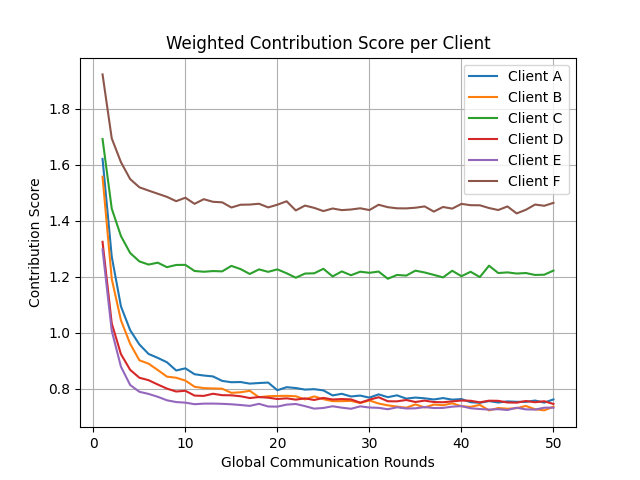 Weighted Contribution Score per Client
Client A
Client B
Client C
Client D
Client E
Client F
Contribution Score
1.8
1.6
1.4
1.2
1.0
0.8
0 10 20 30 40 50
Global Communication Rounds